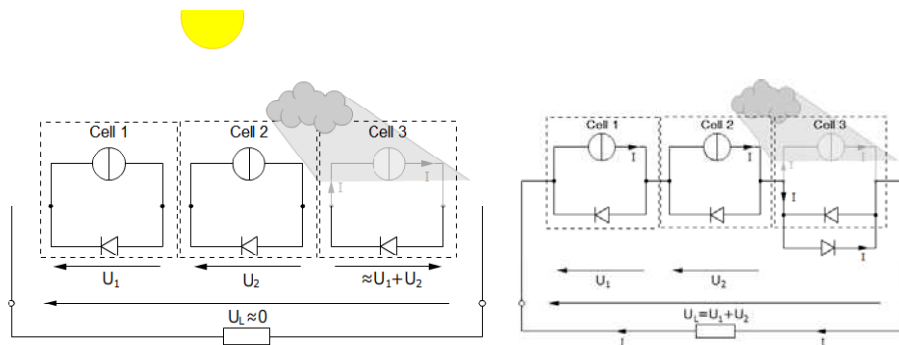 Cell 1 Cell 2 Cell 3
I I
U1 U2 ≈U1+U2
UL≈0
Cell 1 Cell 2 Cell 3
I I I I
I
I
U1 U2
UL=U1+U2
I I